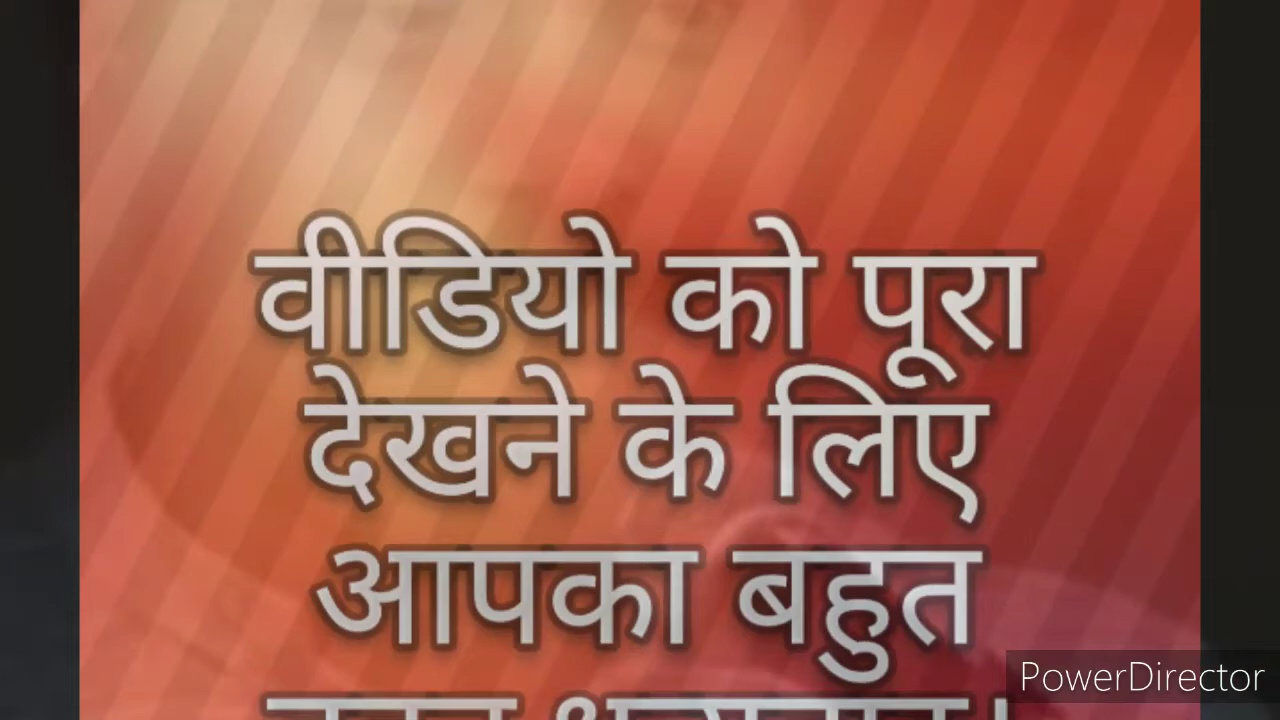 वीडियो को पूरा
देखने के लिए
आपका बहुत
PowerDirector